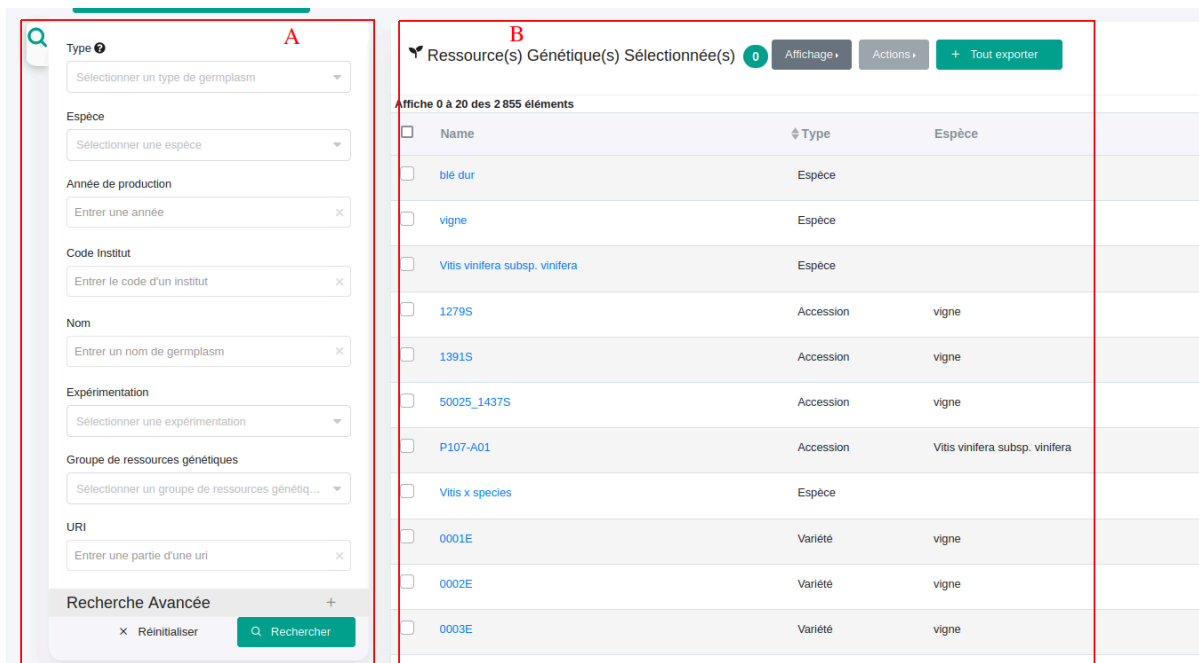 A
Type
Sélectionner un type de germplasm
Espèce
Sélectionner une espèce
Année de production
Entrer une année
Code Institut
Entrer le code d'un institut
Nom
Entrer un nom de germplasm
Expérimentation
Sélectionner une expérimentation
Groupe de ressources génétiques
Sélectionner un groupe de ressources génétiq...
URI
Entrer une partie d'une uri
Recherche Avancée +
× Réinitialiser Rechercher
B
Ressource(s) Génétique(s) Sélectionnée(s) 0 Affichage Actions + Tout exporter
Affiche 0 à 20 des 2 855 éléments
Name Type Espèce
blé dur Espèce
vigne Espèce
Vitis vinifera subsp. vinifera Espèce
1279S Accession vigne
1391S Accession vigne
50025_1437S Accession vigne
P107-A01 Accession Vitis vinifera subsp. vinifera
Vitis x species Espèce
0001E Variété vigne
0002E Variété vigne
0003E Variété vigne